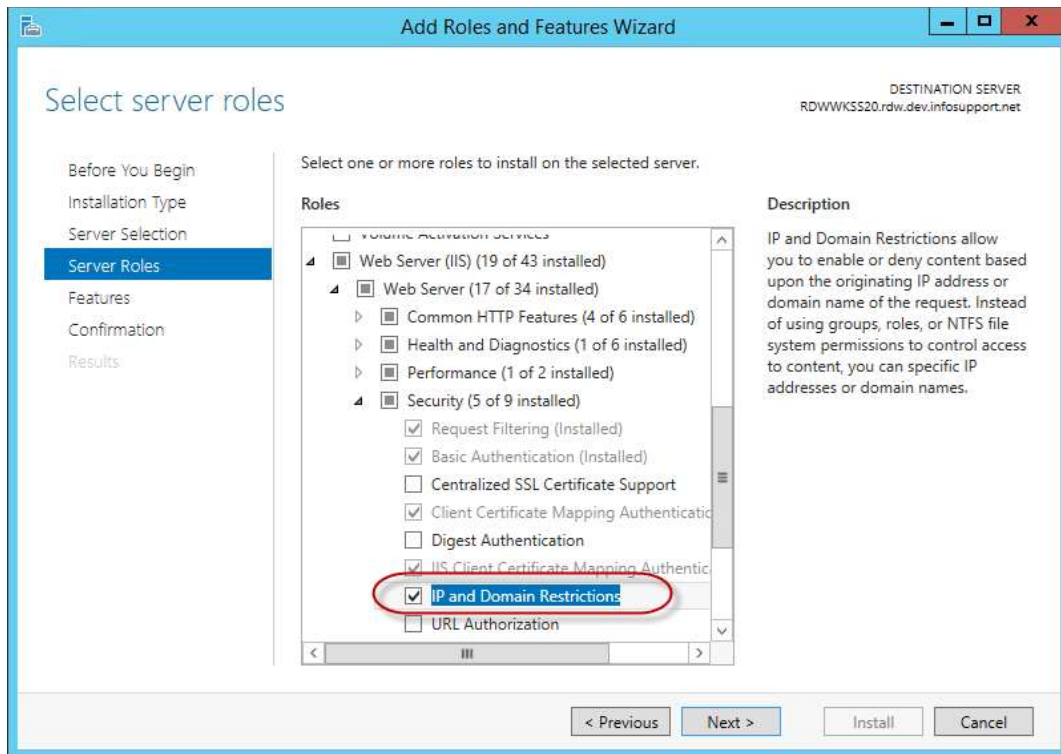 Add Roles and Features Wizard
Select server roles
DESTINATION SERVER
RDWWKSS20.rdw.dev.infosupport.net
Before You Begin
Installation Type
Server Selection
Server Roles
Features
Confirmation
Results
Select one or more roles to install on the selected server.
Roles
Volume Activation Services
Web Server (IIS) (19 of 43 installed)
Web Server (17 of 34 installed)
Common HTTP Features (4 of 6 installed)
Health and Diagnostics (1 of 6 installed)
Performance (1 of 2 installed)
Security (5 of 9 installed)
Request Filtering (Installed)
Basic Authentication (Installed)
Centralized SSL Certificate Support
Client Certificate Mapping Authenticatic
Digest Authentication
IIS Client Certificate Mapping Authentic
IP and Domain Restrictions
URL Authorization
Description
IP and Domain Restrictions allow
you to enable or deny content based
upon the originating IP address or
domain name of the request. Instead
of using groups, roles, or NTFS file
system permissions to control access
to content, you can specific IP
addresses or domain names.
< Previous
Next >
Install
Cancel